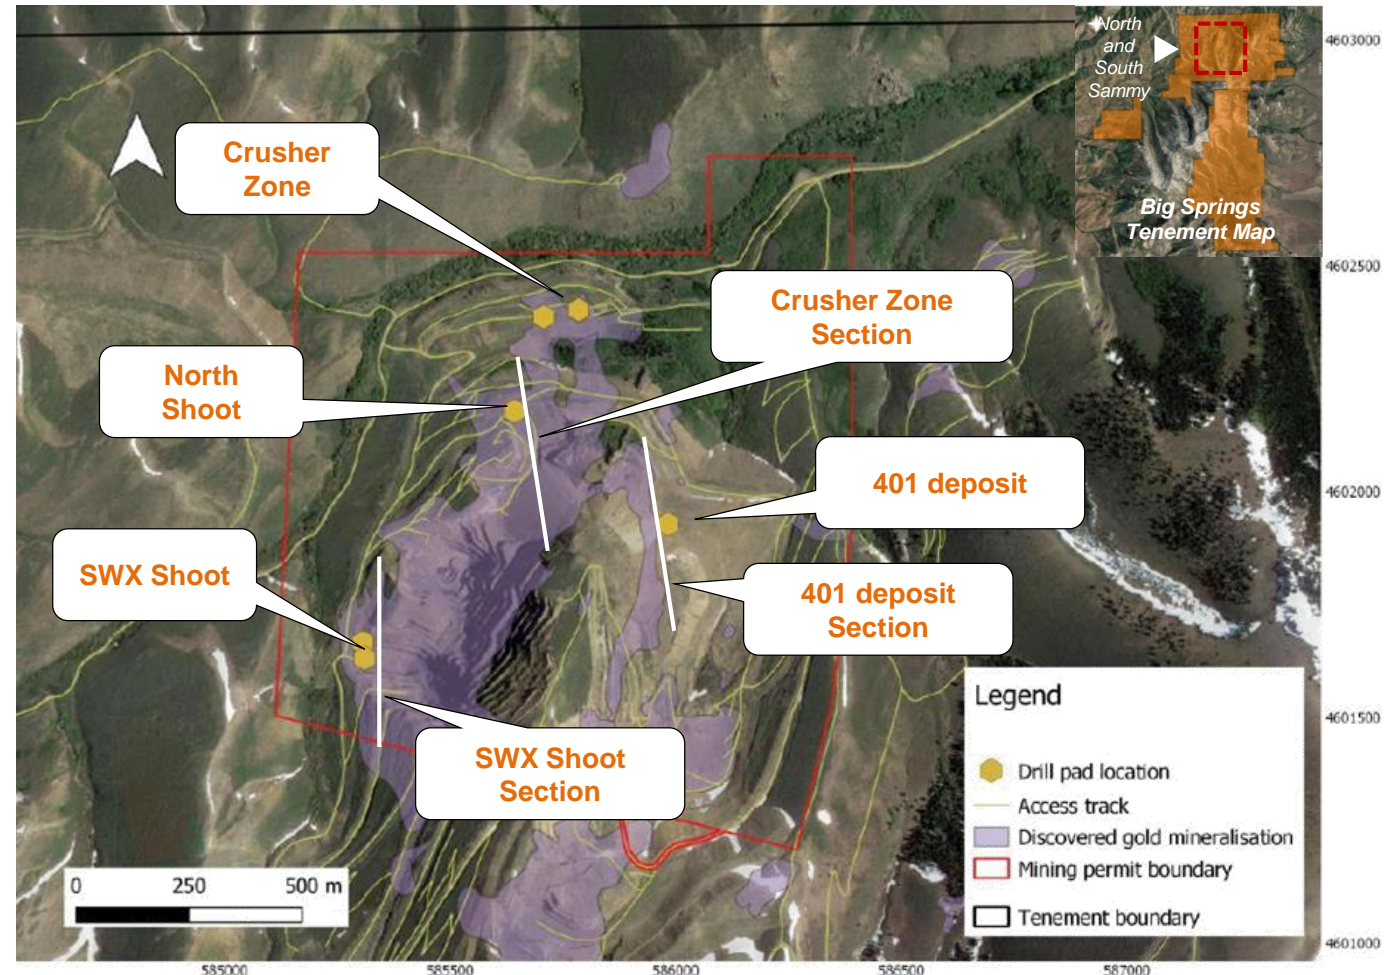 North
and
South
Sammy
Big Springs
Tenement Map
4603000
Crusher
Zone
4602500
Crusher Zone
Section
North
Shoot
401 deposit
4602000
SWX Shoot
401 deposit
Section
SWX Shoot
Section
4601500
Legend
Drill pad location
Access track
Discovered gold mineralisation
Mining permit boundary
Tenement boundary
0 250 500 m
4601000
585000 585500 586000 586500 587000